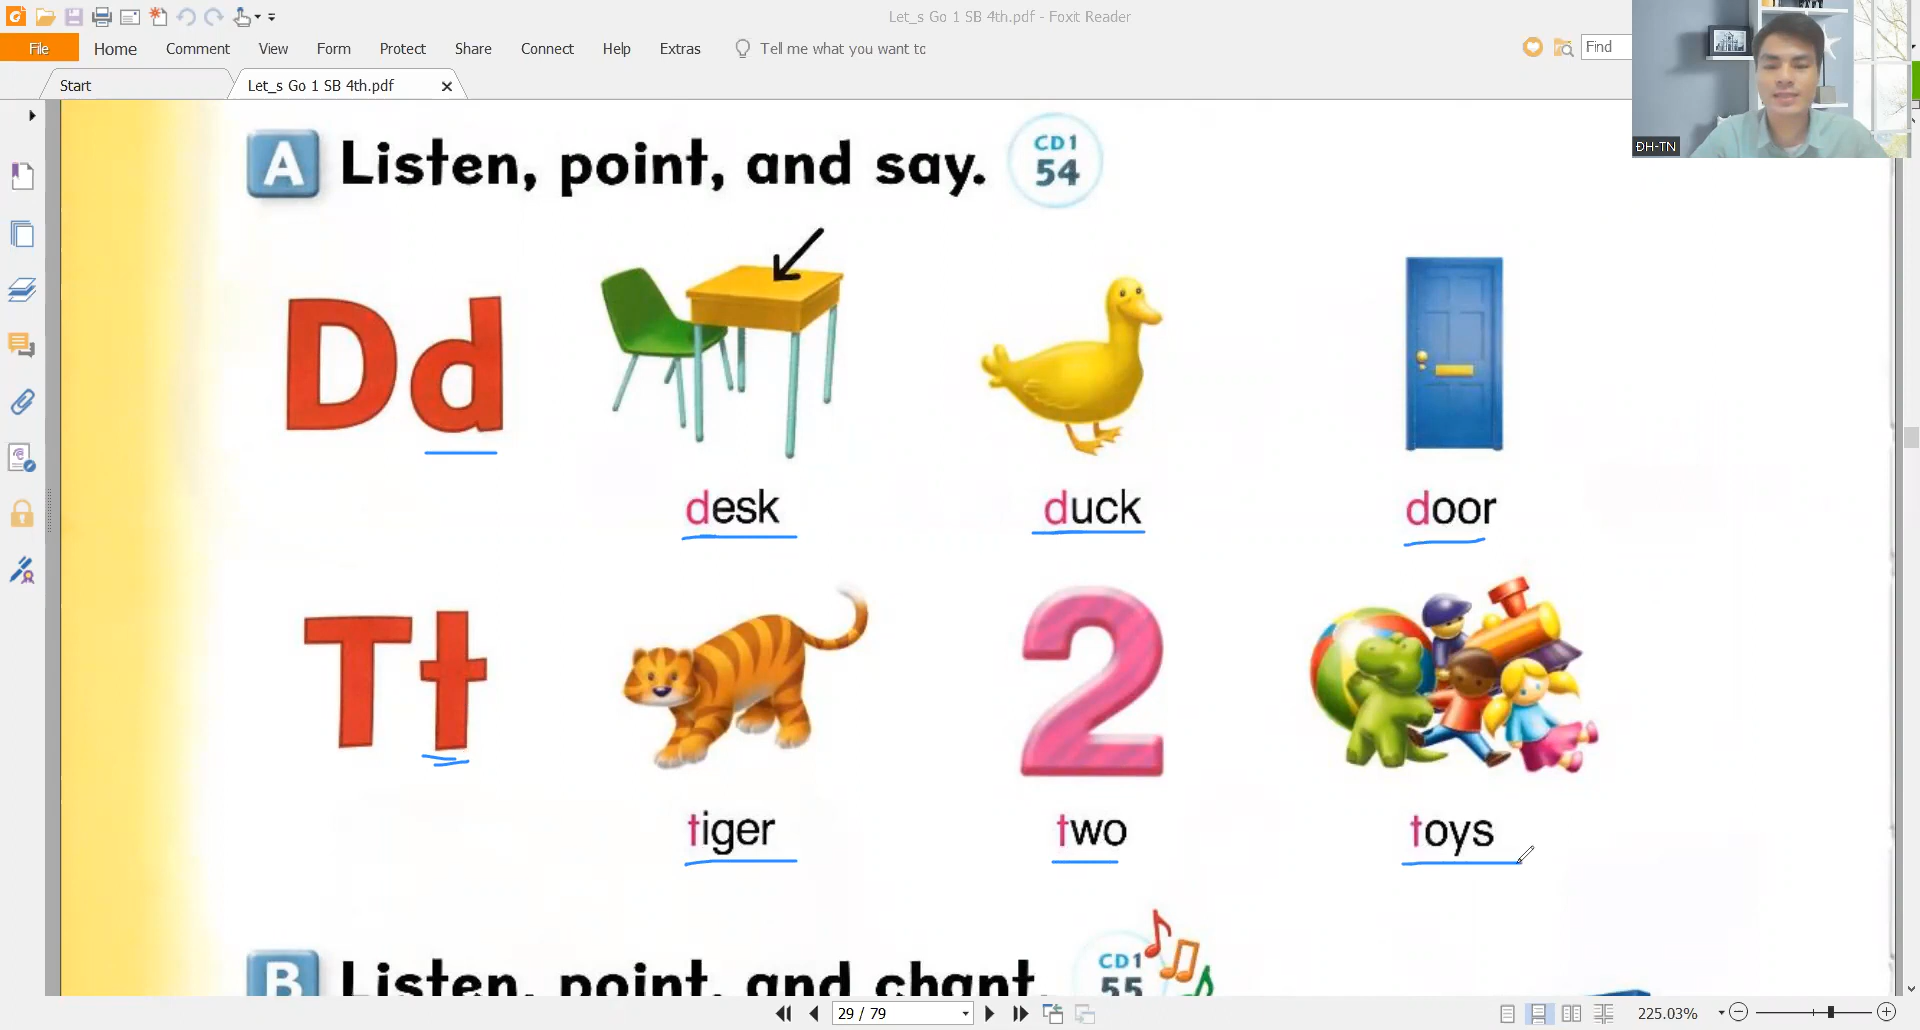 Let_s Go 1 SB 4th.pdf - Foxit Reader
File Home Comment View Form Protect Share Connect Help Extras Tell me what you want to Find
Start Let_s Go 1 SB 4th.pdf
ĐH-TN
A Listen, point, and say. CD1 54
Dd
desk duck door
Tt
2
tiger two toys
B Listen, point, and chant. CD1 55
29 / 79
225.03%